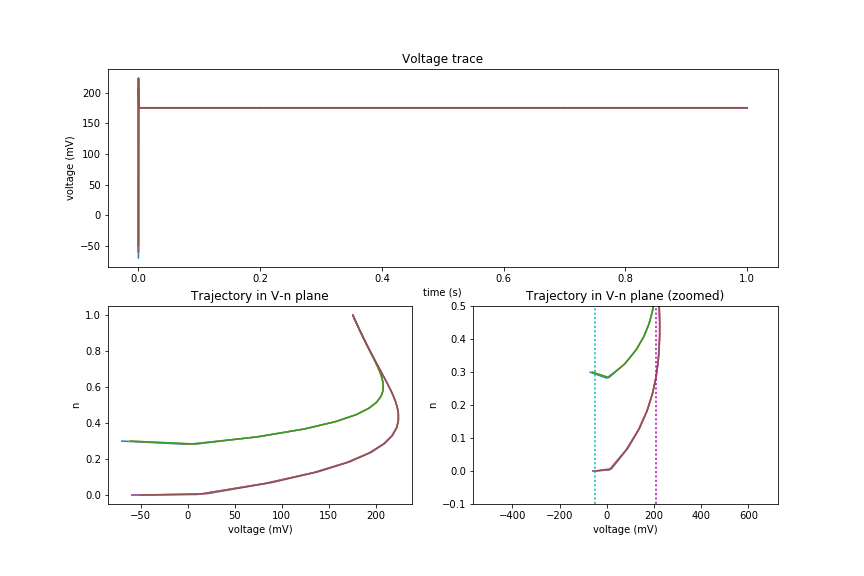 Voltage trace
voltage (mV)
200
150
100
50
0
−50
0.0 0.2 0.4 0.6 0.8 1.0
time (s)
Trajectory in V-n plane
n
1.0
0.8
0.6
0.4
0.2
0.0
−50 0 50 100 150 200
voltage (mV)
Trajectory in V-n plane (zoomed)
n
0.5
0.4
0.3
0.2
0.1
0.0
−0.1
−400 −200 0 200 400 600
voltage (mV)